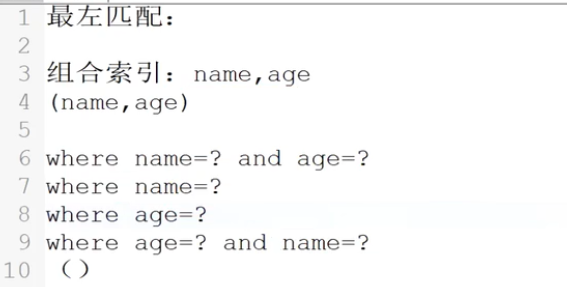 1 最左匹配：
2
3 组合索引：name,age
4 (name,age)
5
6 where name=? and age=?
7 where name=?
8 where age=?
9 where age=? and name=?
10 （）